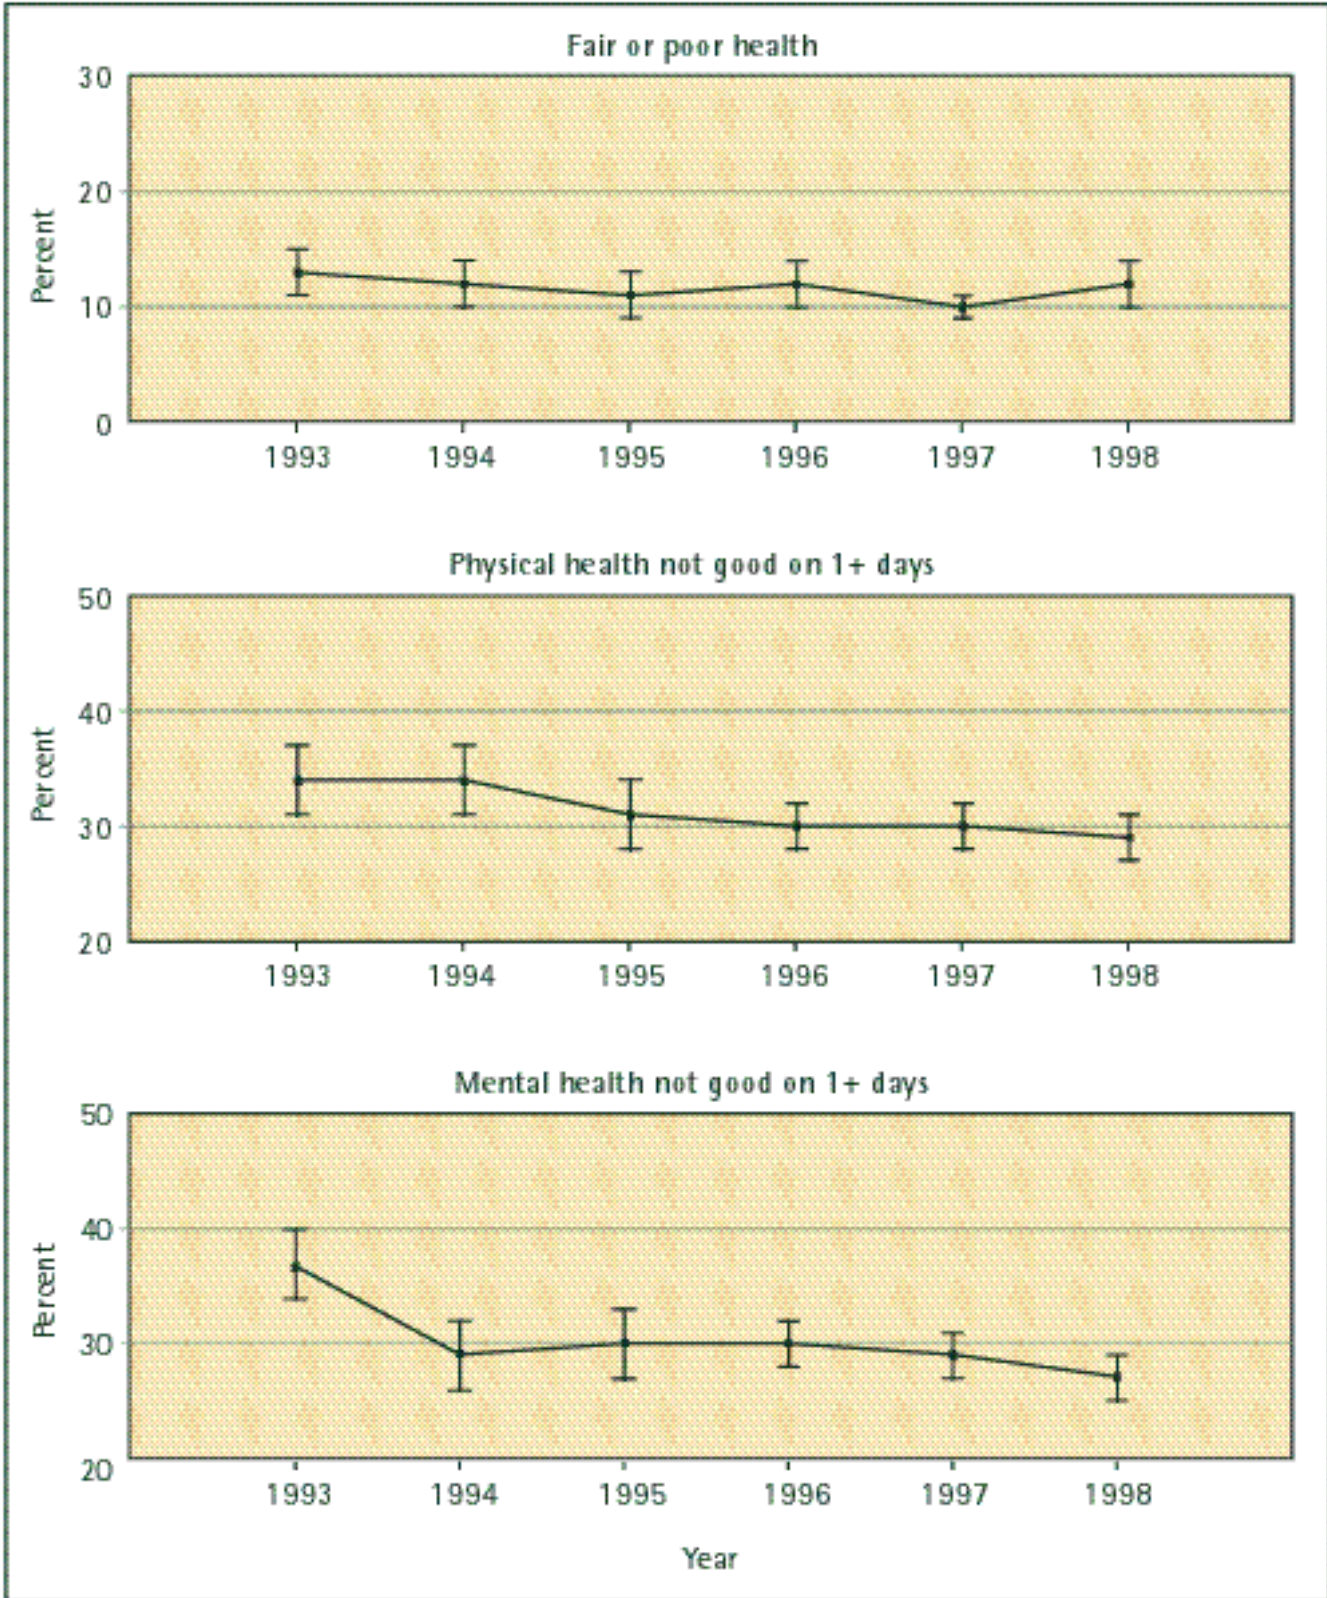 Fair or poor health
30
20
10
0
Percent
1993 1994 1995 1996 1997 1998
Physical health not good on 1+ days
50
40
30
20
Percent
1993 1994 1995 1996 1997 1998
Mental health not good on 1+ days
50
40
30
20
Percent
1993 1994 1995 1996 1997 1998
Year